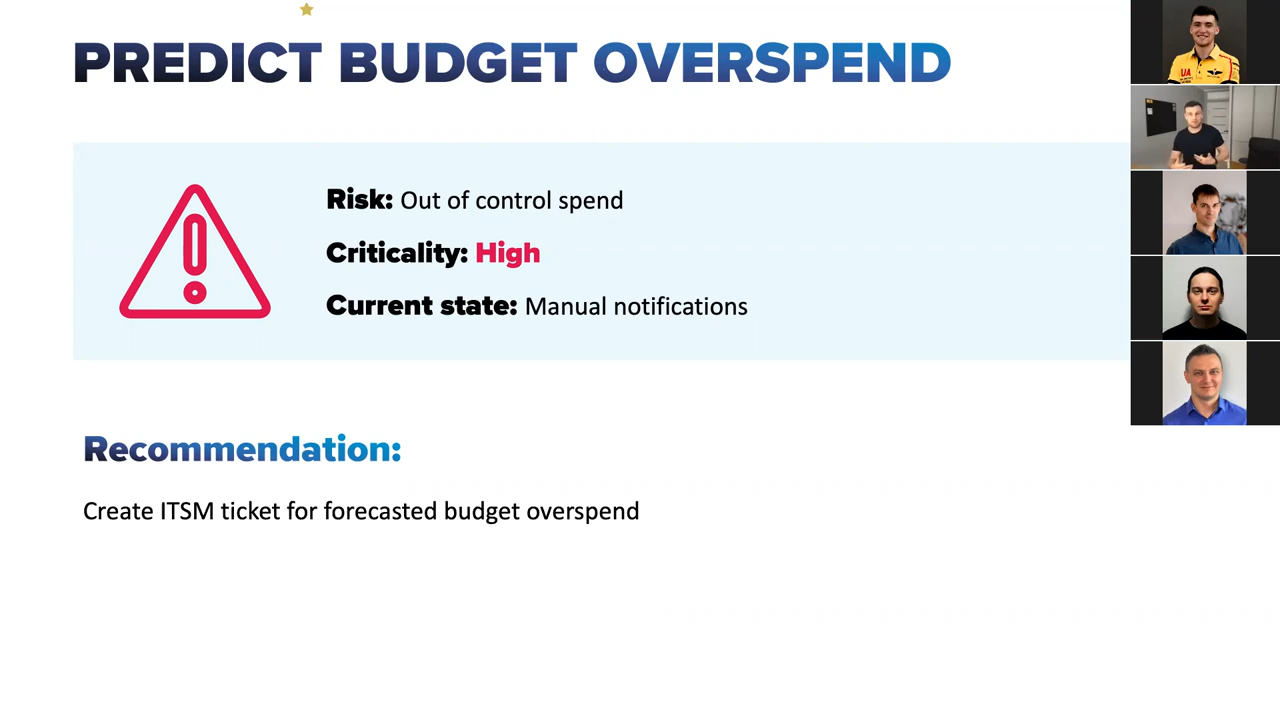 PREDICT BUDGET OVERSPEND
Risk: Out of control spend
Criticality: High
Current state: Manual notifications
Recommendation:
Create ITSM ticket for forecasted budget overspend
UA